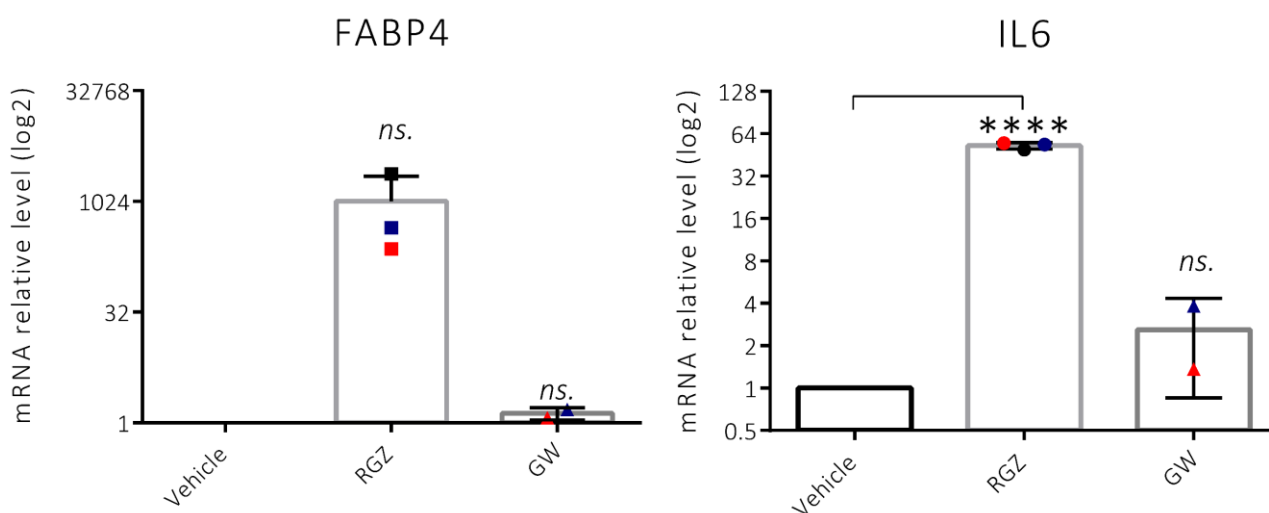 FABP4
mRNA relative level (log2)
32768
1024
32
1
ns.
ns.
Vehicle
RGZ
GW
IL6
mRNA relative level (log2)
128
64
32
16
8
4
2
1
0.5
****
ns.
Vehicle
RGZ
GW